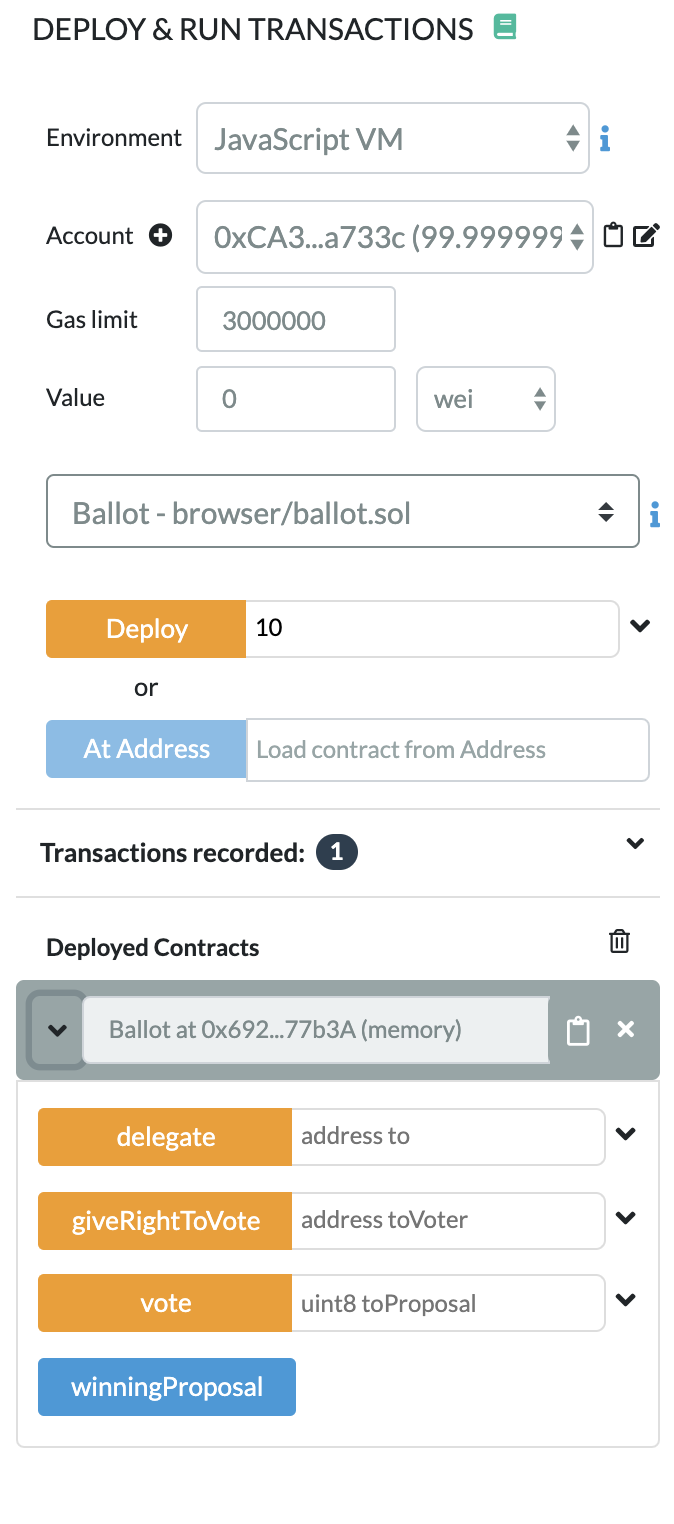 DEPLOY & RUN TRANSACTIONS
Environment JavaScript VM
Account 0xCA3...a733c (99.999999
Gas limit 3000000
Value 0 wei
Ballot - browser/ballot.sol
Deploy 10
or
At Address Load contract from Address
Transactions recorded: 1
Deployed Contracts
Ballot at 0x692...77b3A (memory)
delegate address to
giveRightToVote address toVoter
vote uint8 toProposal
winningProposal